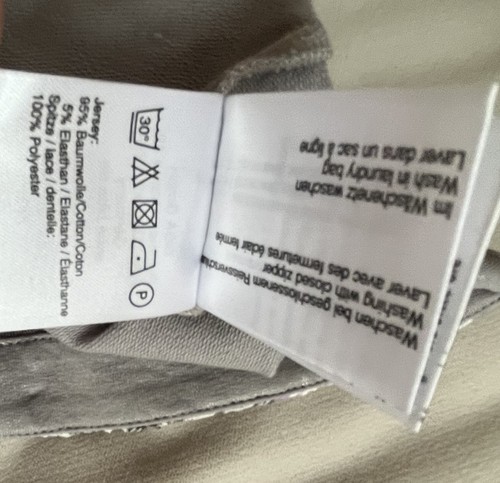 Jersey:
95% Baumwolle/Cotton/Coton
5% Elasthan / Elastane / Élasthanne
Spitze / lace / dentelle:
100% Polyester
30°
P
Im Wäschenetz waschen
Wash in laundry bag
Laver dans un sac à ligne
Waschen bei geschlossenem Reissverschluss
Washing with closed zipper
Laver avec des fermetures éclair fermée